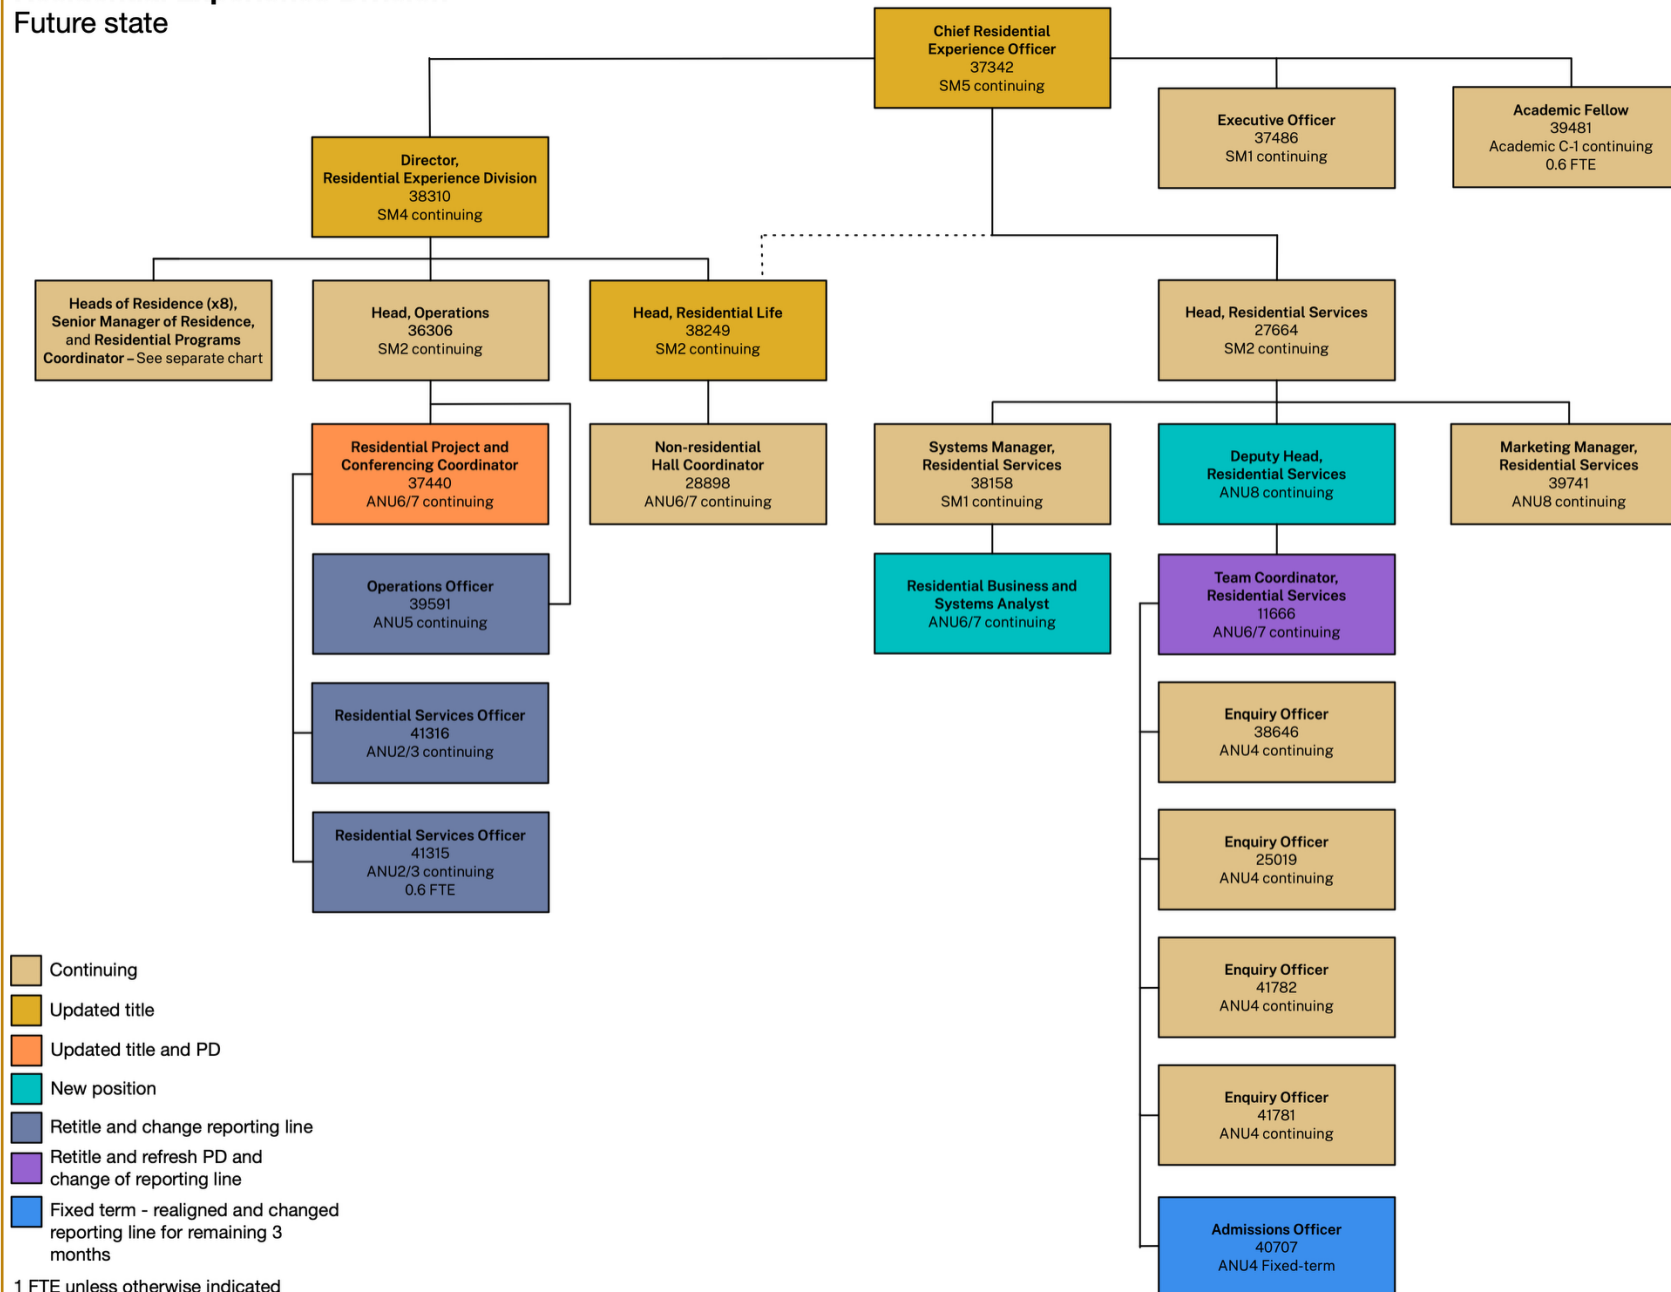 Future state
Chief Residential
Experience Officer
37342
SM5 continuing
Executive Officer
37486
SM1 continuing
Academic Fellow
39481
Academic C-1 continuing
0.6 FTE
Director,
Residential Experience Division
38310
SM4 continuing
Heads of Residence (x8),
Senior Manager of Residence,
and Residential Programs
Coordinator – See separate chart
Head, Operations
36306
SM2 continuing
Head, Residential Life
38249
SM2 continuing
Head, Residential Services
27664
SM2 continuing
Residential Project and
Conferencing Coordinator
37440
ANU6/7 continuing
Non-residential
Hall Coordinator
28898
ANU6/7 continuing
Systems Manager,
Residential Services
38158
SM1 continuing
Deputy Head,
Residential Services
ANU8 continuing
Marketing Manager,
Residential Services
39741
ANU8 continuing
Operations Officer
39591
ANU5 continuing
Residential Business and
Systems Analyst
ANU6/7 continuing
Team Coordinator,
Residential Services
11666
ANU6/7 continuing
Residential Services Officer
41316
ANU2/3 continuing
Enquiry Officer
38646
ANU4 continuing
Residential Services Officer
41315
ANU2/3 continuing
0.6 FTE
Enquiry Officer
25019
ANU4 continuing
Enquiry Officer
41782
ANU4 continuing
Enquiry Officer
41781
ANU4 continuing
Admissions Officer
40707
ANU4 Fixed-term
Continuing
Updated title
Updated title and PD
New position
Retitle and change reporting line
Retitle and refresh PD and
change of reporting line
Fixed term - realigned and changed
reporting line for remaining 3
months
1 FTE unless otherwise indicated